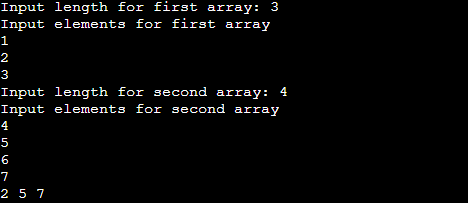 Input length for first array: 3
Input elements for first array
1
2
3
Input length for second array: 4
Input elements for second array
4
5
6
7
2 5 7